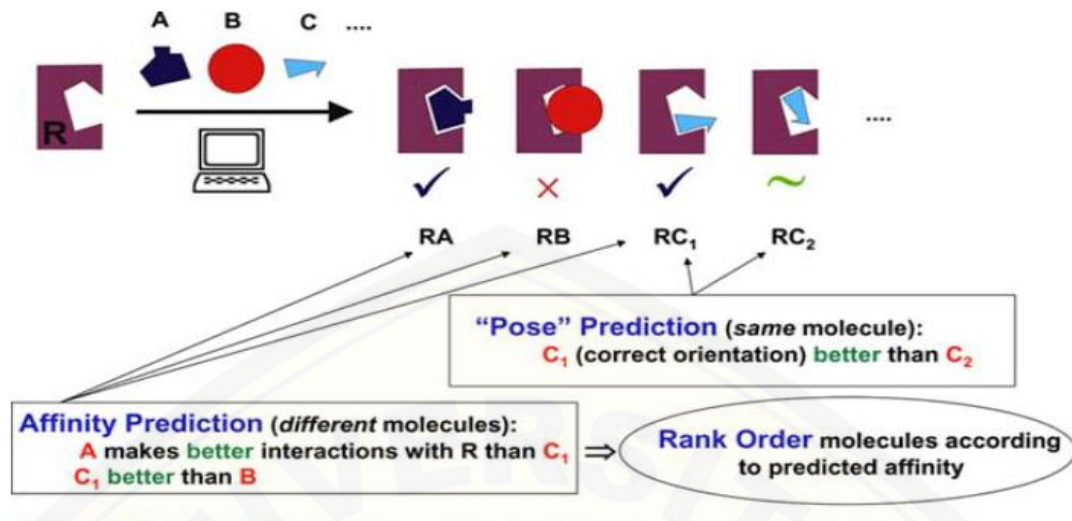 A B C ....
R
....
RA RB RC₁ RC₂
“Pose” Prediction (same molecule):
C₁ (correct orientation) better than C₂
Affinity Prediction (different molecules):
A makes better interactions with R than C₁
C₁ better than B
⇒
Rank Order molecules according
to predicted affinity